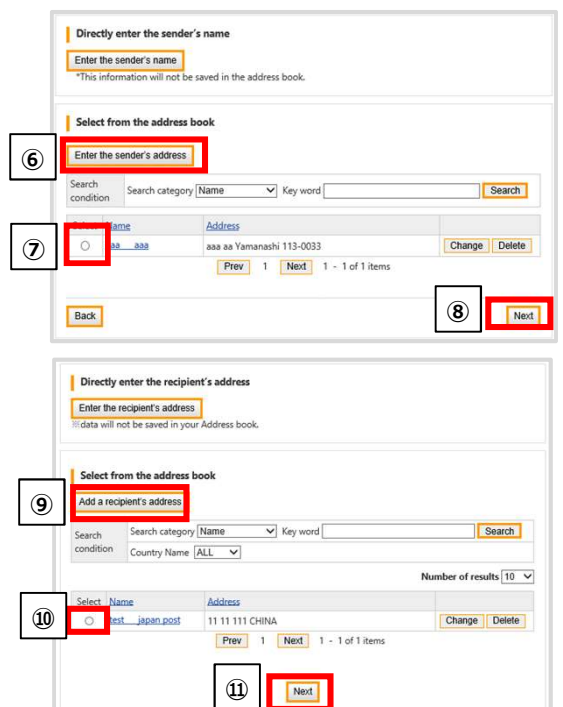 Directly enter the sender's name
Enter the sender's name
*This information will not be saved in the address book.
Select from the address book
⑥
Enter the sender's address
Search condition Search category Name Key word Search
Select Name Address
⑦
aa aaa aaa aa Yamanashi 113-0033 Change Delete
Prev 1 Next 1 - 1 of 1 items
Back ⑧ Next
Directly enter the recipient's address
Enter the recipient's address
※data will not be saved in your Address book.
Select from the address book
⑨
Add a recipient's address
Search condition Search category Name Key word Search
Country Name ALL
Number of results 10
Select Name Address
⑩
test japan post 11 11 111 CHINA Change Delete
Prev 1 Next 1 - 1 of 1 items
⑪ Next